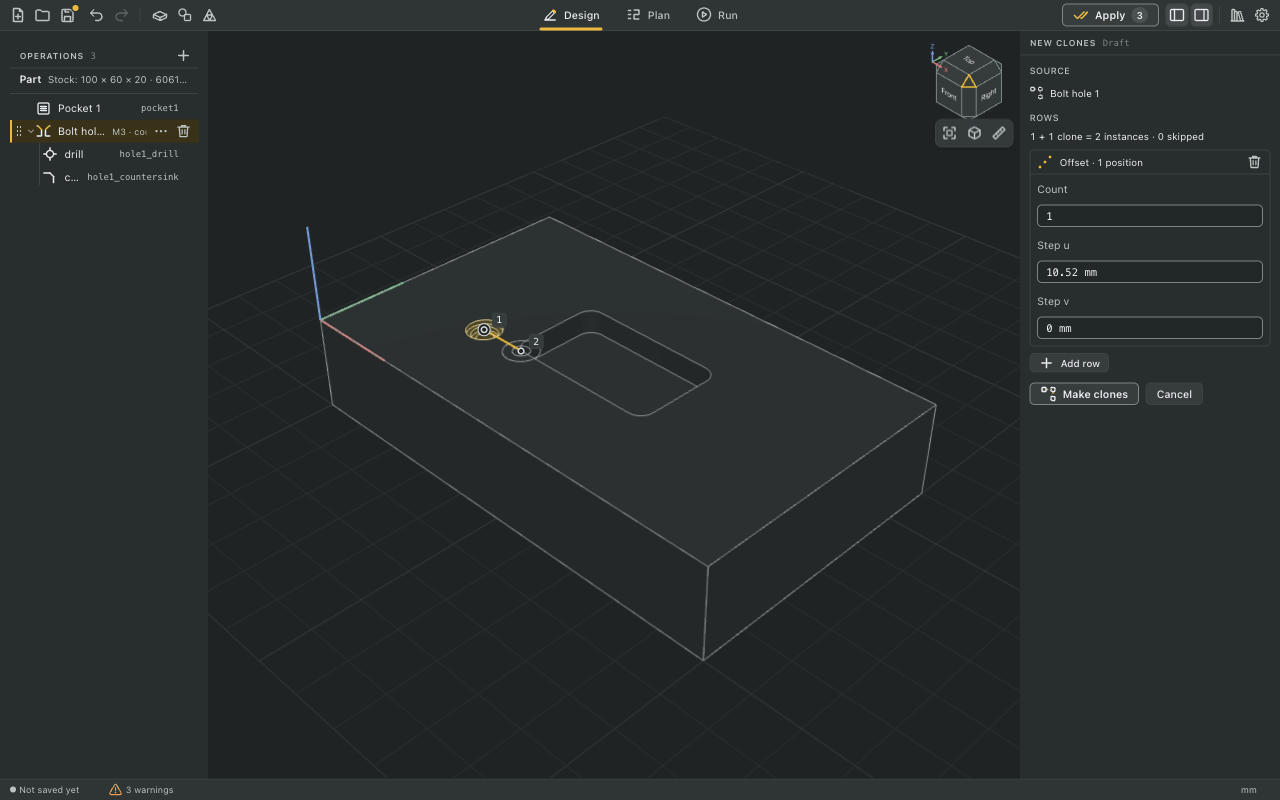 Design
Plan
Run
Apply 3
OPERATIONS 3
Part Stock: 100 × 60 × 20 · 6061...
Pocket 1 pocket1
Bolt hol... M3 · co
drill hole1_drill
c... hole1_countersink
Z
Y
X
Top
Front
Right
1
2
NEW CLONES Draft
SOURCE
Bolt hole 1
ROWS
1 + 1 clone = 2 instances · 0 skipped
Offset · 1 position
Count
1
Step u
10.52 mm
Step v
0 mm
Add row
Make clones
Cancel
Not saved yet
3 warnings
mm